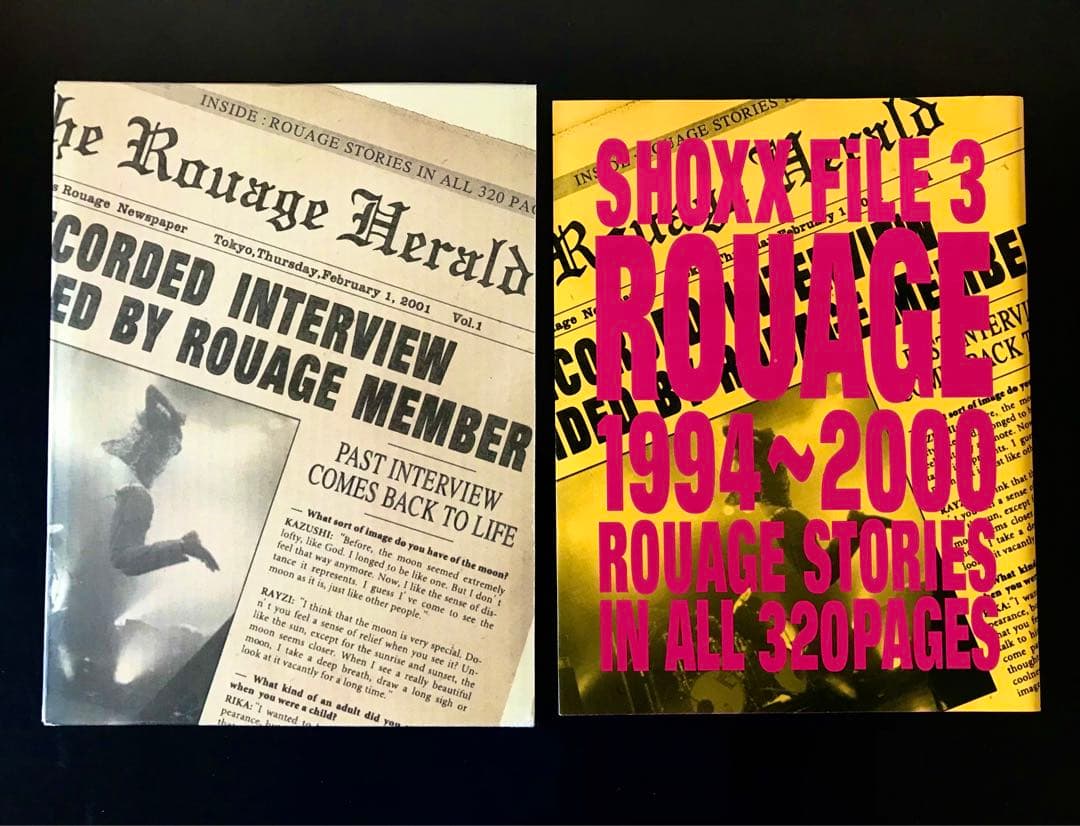 INSIDE : ROUAGE STORIES IN ALL 320 PAG
he Rouage Herald
s Rouage Newspaper Tokyo,Thursday,February 1, 2001 Vol.1
CORDED INTERVIEW
ED BY ROUAGE MEMBER
PAST INTERVIEW
COMES BACK TO LIFE
— What sort of image do you have of the moon?
KAZUSHI: "Before, the moon seemed extremely
lofty, like God. I longed to be like one. But I don't
feel that way anymore. Now, I like the sense of dis-
tance it represents. I guess I've come to see the
moon as it is, just like other people."
RAYZI: "I think that the moon is very special. Do-
n't you feel a sense of relief when you see it? Un-
like the sun, except for the sunrise and sunset, the
moon seems closer. When I see a really beautiful
moon, I take a deep breath, draw a long sigh or
look at it vacantly for a long time."
— What kind of an adult did you
when you were a child?
RIKA: "I wanted to
pearance, bu
SHOXX FiLE 3
ROUAGE
1994~2000
ROUAGE STORIES
IN ALL 320PAGES